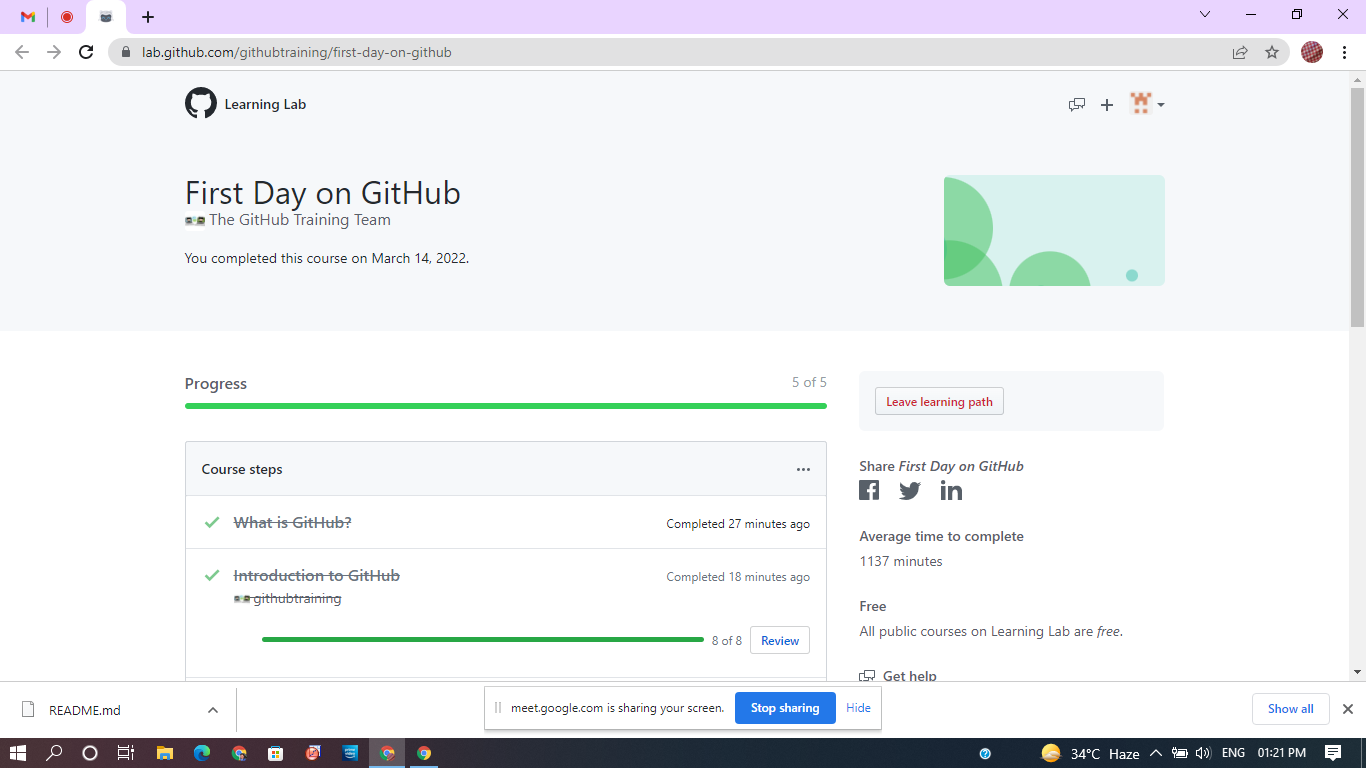 lab.github.com/githubtraining/first-day-on-github
Learning Lab
First Day on GitHub
The GitHub Training Team
You completed this course on March 14, 2022.
Progress
5 of 5
Leave learning path
Course steps
Share First Day on GitHub
What is GitHub?
Completed 27 minutes ago
Average time to complete
1137 minutes
Introduction to GitHub
Completed 18 minutes ago
githubtraining
Free
All public courses on Learning Lab are free.
8 of 8
Review
Get help
README.md
meet.google.com is sharing your screen.
Stop sharing
Hide
Show all
34°C Haze
ENG
01:21 PM